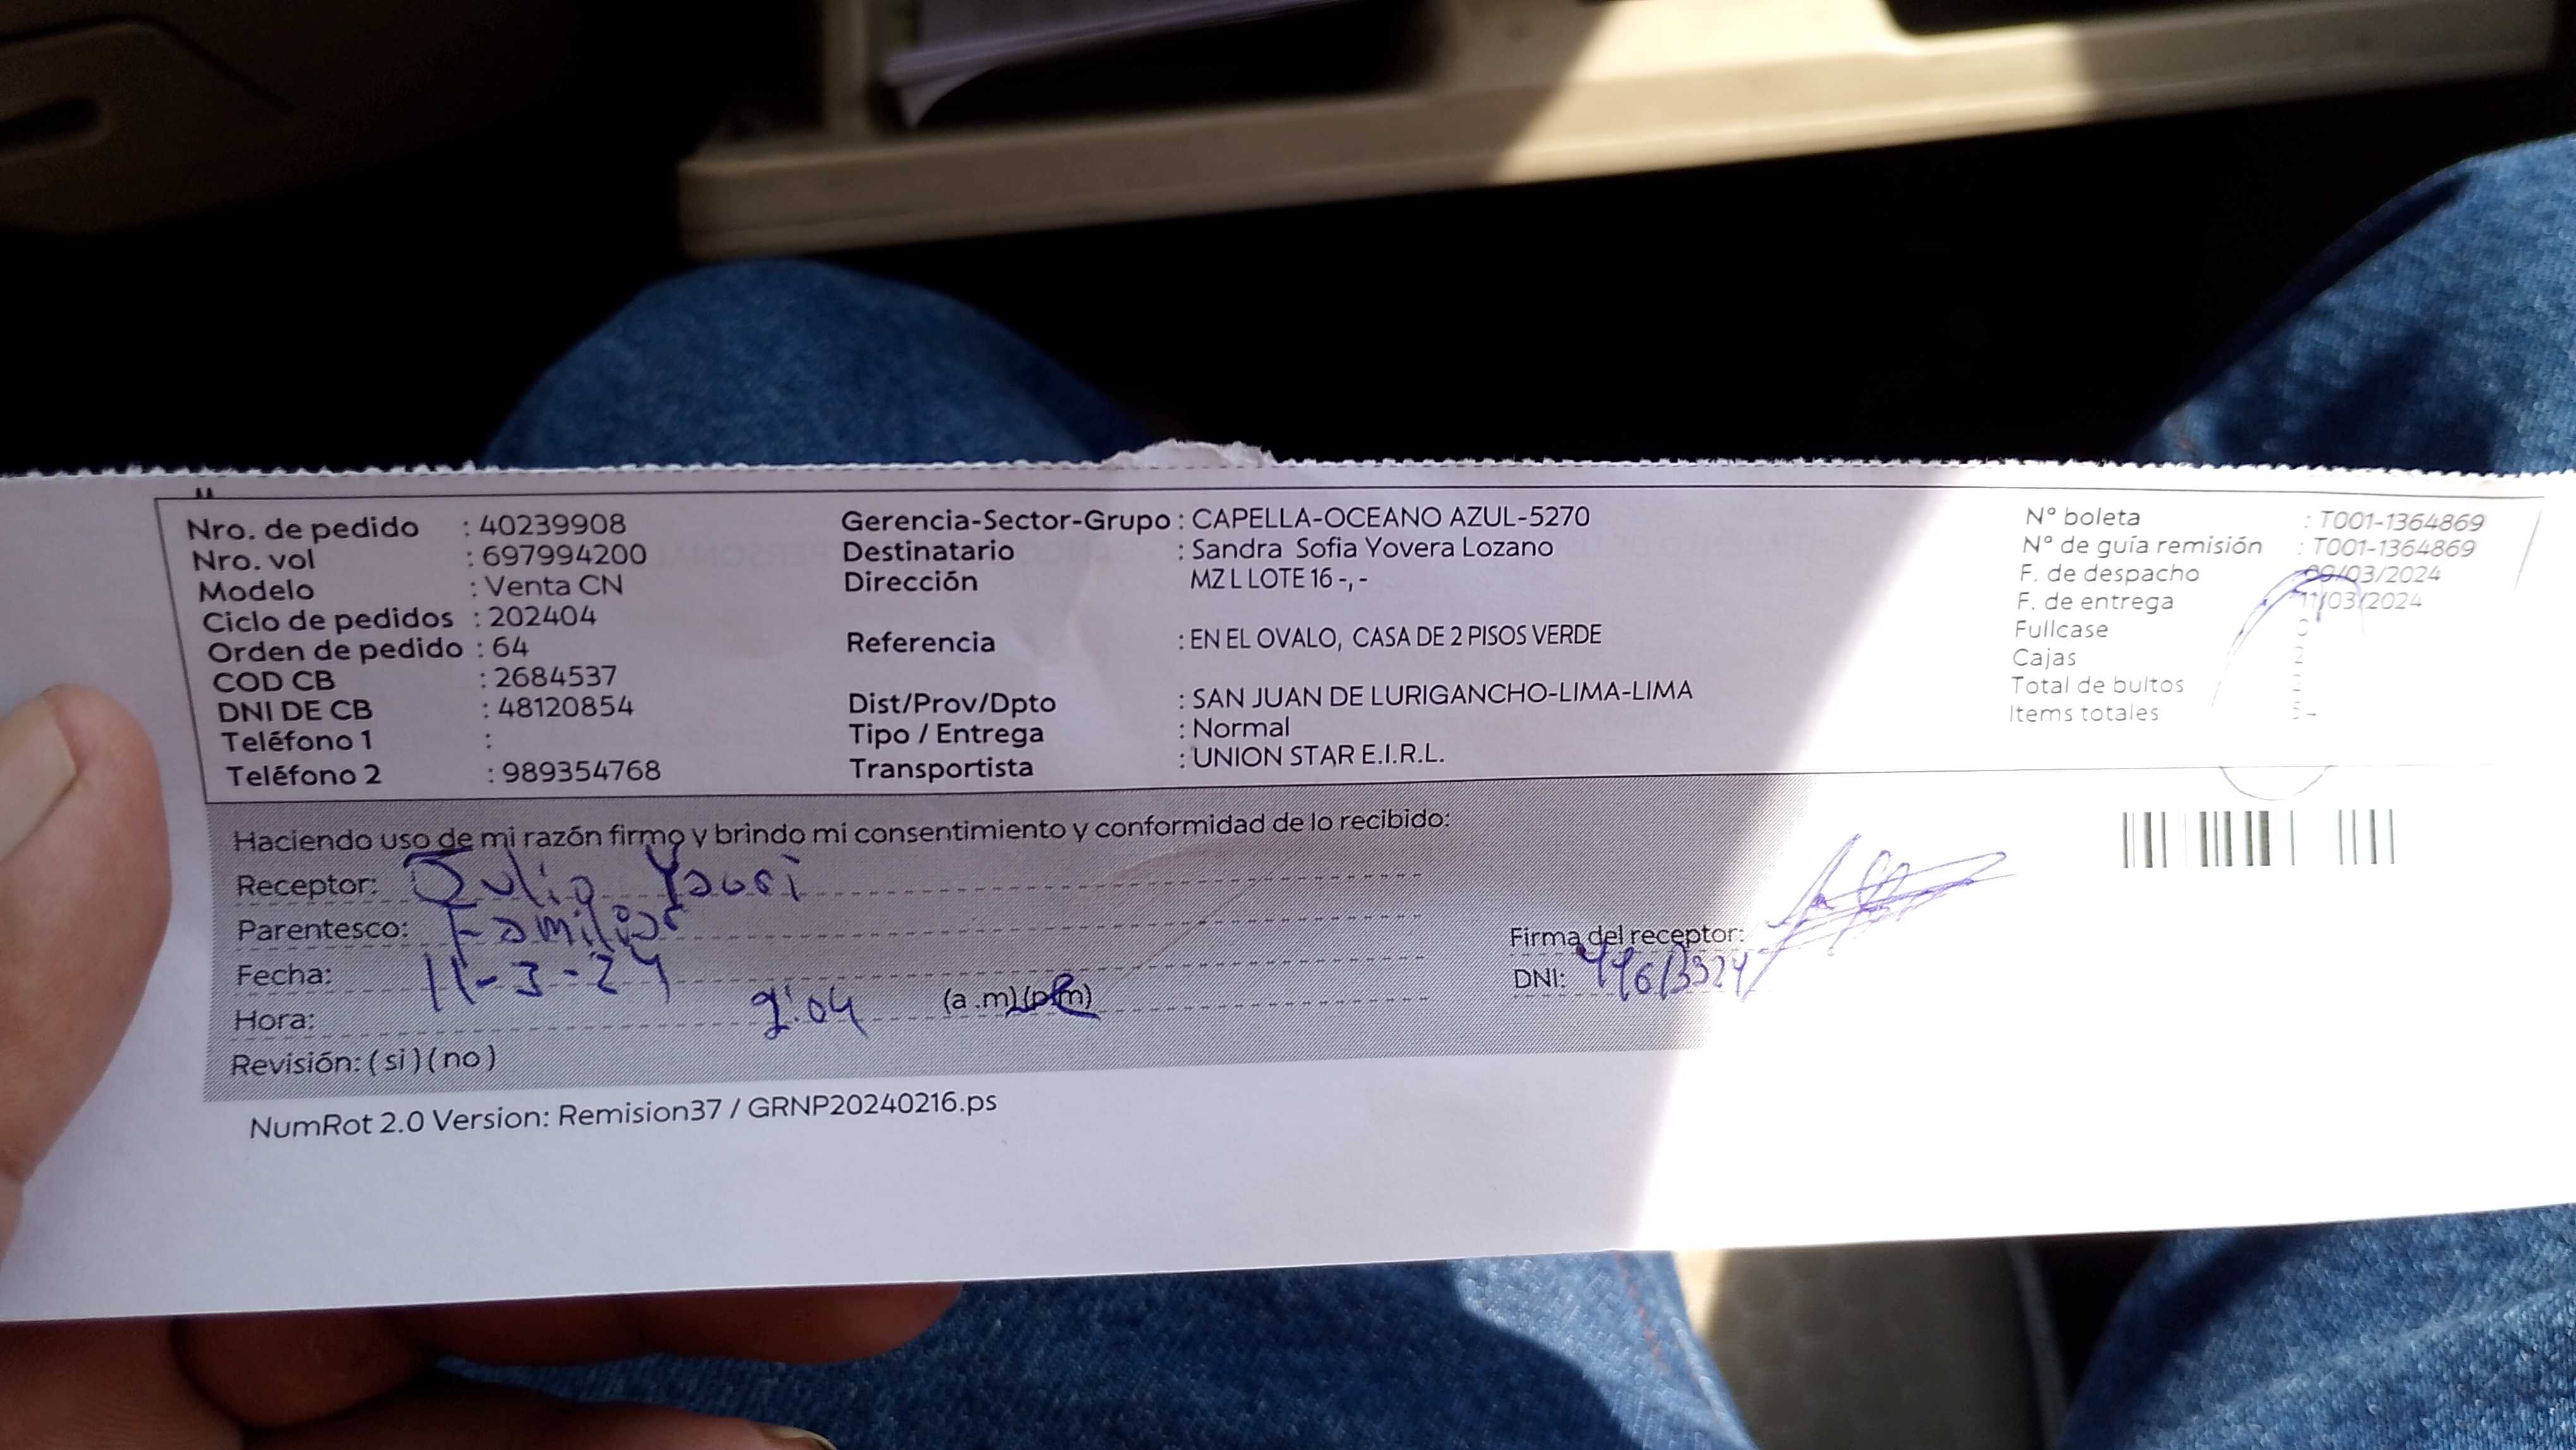 Nro. de pedido : 40239908
Nro. vol : 697994200
Modelo : Venta CN
Ciclo de pedidos : 202404
Orden de pedido : 64
COD CB : 2684537
DNI DE CB : 48120854
Teléfono 1 :
Teléfono 2 : 989354768
Gerencia-Sector-Grupo : CAPELLA-OCEANO AZUL-5270
Destinatario : Sandra Sofia Yovera Lozano
Dirección MZ L LOTE 16 -, -
Referencia : EN EL OVALO, CASA DE 2 PISOS VERDE
Dist/Prov/Dpto : SAN JUAN DE LURIGANCHO-LIMA-LIMA
Tipo / Entrega : Normal
Transportista : UNION STAR E.I.R.L.
N° boleta : T001-1364869
N° de guía remisión : T001-1364869
F. de despacho 09/03/2024
F. de entrega 11/03/2024
Fullcase 0
Cajas 2
Total de bultos 2
Items totales
Haciendo uso de mi razón firmo y brindo mi consentimiento y conformidad de lo recibido:
Receptor: Julio Yauri
Parentesco: Familiar
Fecha: 11-3-24
Hora: 2:04 (a .m) (p.m)
Revisión: ( si ) ( no )
Firma del receptor:
DNI:
NumRot 2.0 Version: Remision37 / GRNP20240216.ps